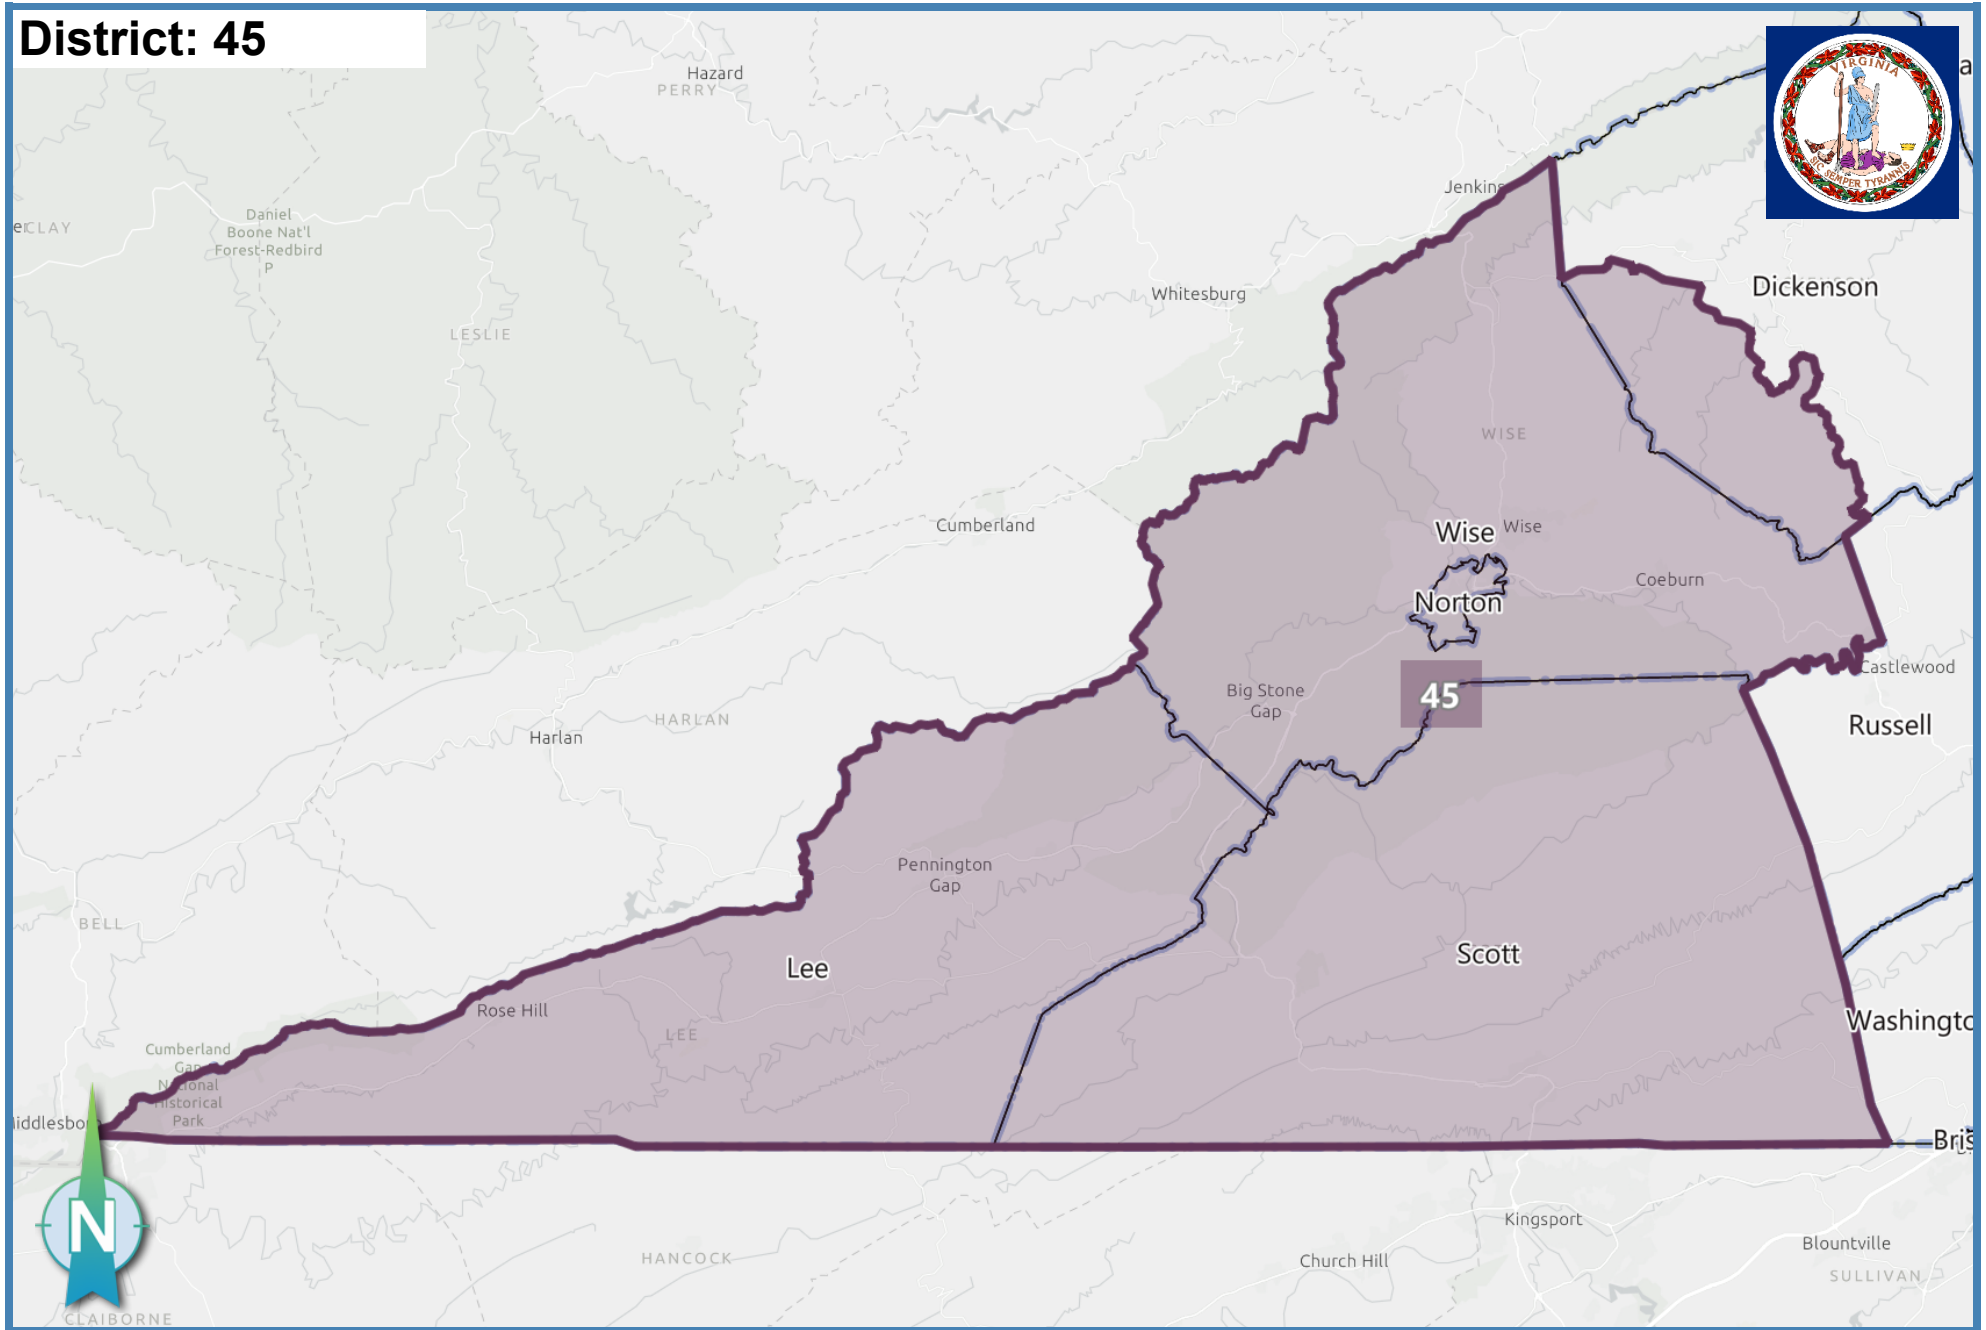 District: 45
Hazard
PERRY
VIRGINIA
SIC SEMPER TYRANNIS
Jenkins
CLAY
Daniel
Boone Nat'l
Forest-Redbird
P
Whitesburg
Dickenson
LESLIE
WISE
Cumberland
Wise
Wise
Coeburn
Norton
Castlewood
Big Stone
Gap
45
HARLAN
Harlan
Russell
Pennington
Gap
BELL
Lee
Scott
Rose Hill
LEE
Washingto
Cumberland
Gap
National
Historical
Park
iddlesboro
Bris
N
Kingsport
HANCOCK
Church Hill
Blountville
SULLIVAN
CLAIBORNE